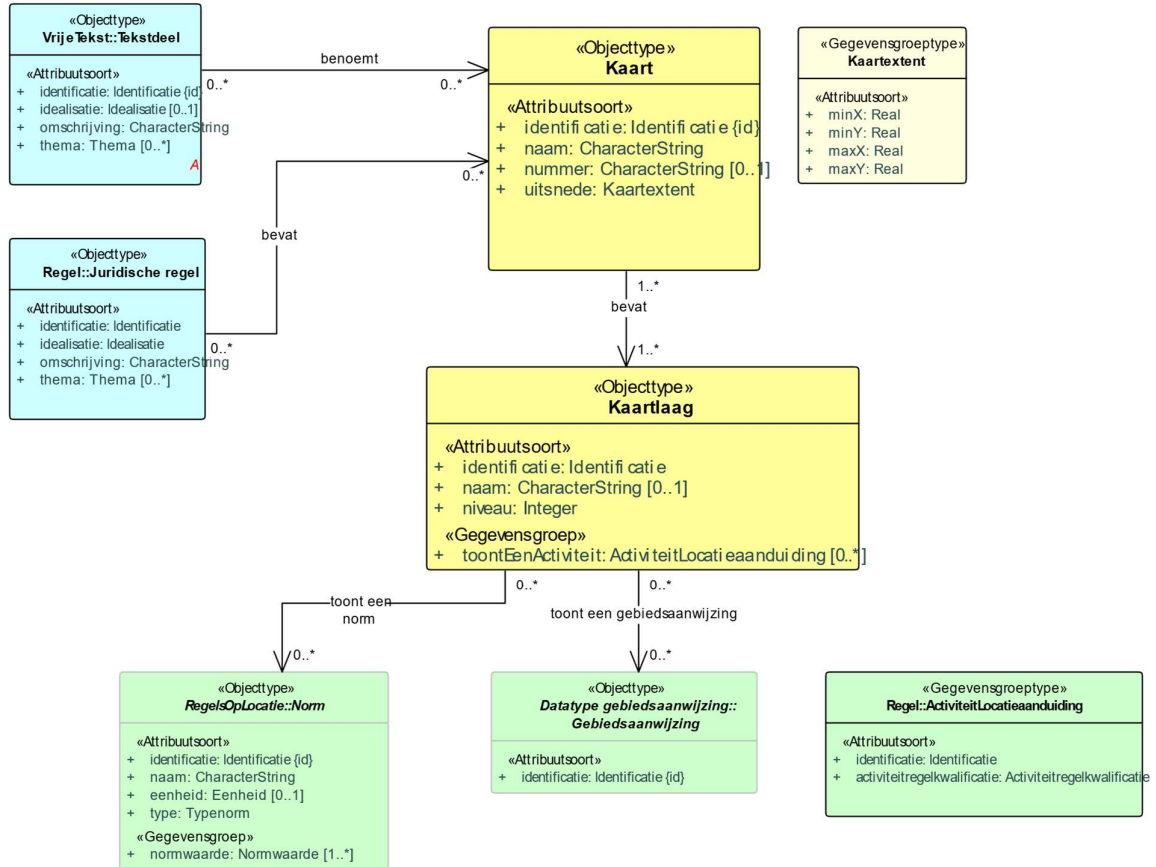 «Objecttype»
VrijeTekst::Tekstdeel
«Attribuutsoort»
+ identificatie: Identificatie {id}
+ idealisatie: Idealisatie [0..1]
+ omschrijving: CharacterString
+ thema: Thema [0..*]
A
benoemt
0..*
0..*
«Objecttype»
Kaart
«Attribuutsoort»
+ identificatie: Identificatie {id}
+ naam: CharacterString
+ nummer: CharacterString [0..1]
+ uitsnede: Kaartextent
«Gegevensgroeptype»
Kaartextent
«Attribuutsoort»
+ minX: Real
+ minY: Real
+ maxX: Real
+ maxY: Real
0..*
bevat
«Objecttype»
Regel::Juridische regel
«Attribuutsoort»
+ identificatie: Identificatie
+ idealisatie: Idealisatie
+ omschrijving: CharacterString
+ thema: Thema [0..*]
0..*
1..*
bevat
1..*
«Objecttype»
Kaartlaag
«Attribuutsoort»
+ identificatie: Identificatie
+ naam: CharacterString [0..1]
+ niveau: Integer
«Gegevensgroep»
+ toontEenActiviteit: ActiviteitLocatieaanduiding [0..*]
0..*
0..*
toont een
norm
toont een gebiedsaanwijzing
0..*
0..*
«Objecttype»
RegelsOpLocatie::Norm
«Attribuutsoort»
+ identificatie: Identificatie {id}
+ naam: CharacterString
+ eenheid: Eenheid [0..1]
+ type: Typenorm
«Gegevensgroep»
+ normwaarde: Normwaarde [1..*]
«Objecttype»
Datatype gebiedsaanwijzing::
Gebiedsaanwijzing
«Attribuutsoort»
+ identificatie: Identificatie {id}
«Gegevensgroeptype»
Regel::ActiviteitLocatieaanduiding
«Attribuutsoort»
+ identificatie: Identificatie
+ activiteitregelkwalificatie: Activiteitregelkwalificatie